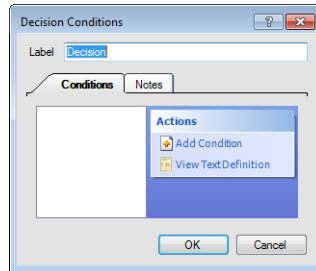 Decision Conditions
Label Decision
Conditions Notes
Actions
Add Condition
View Text Definition
OK Cancel